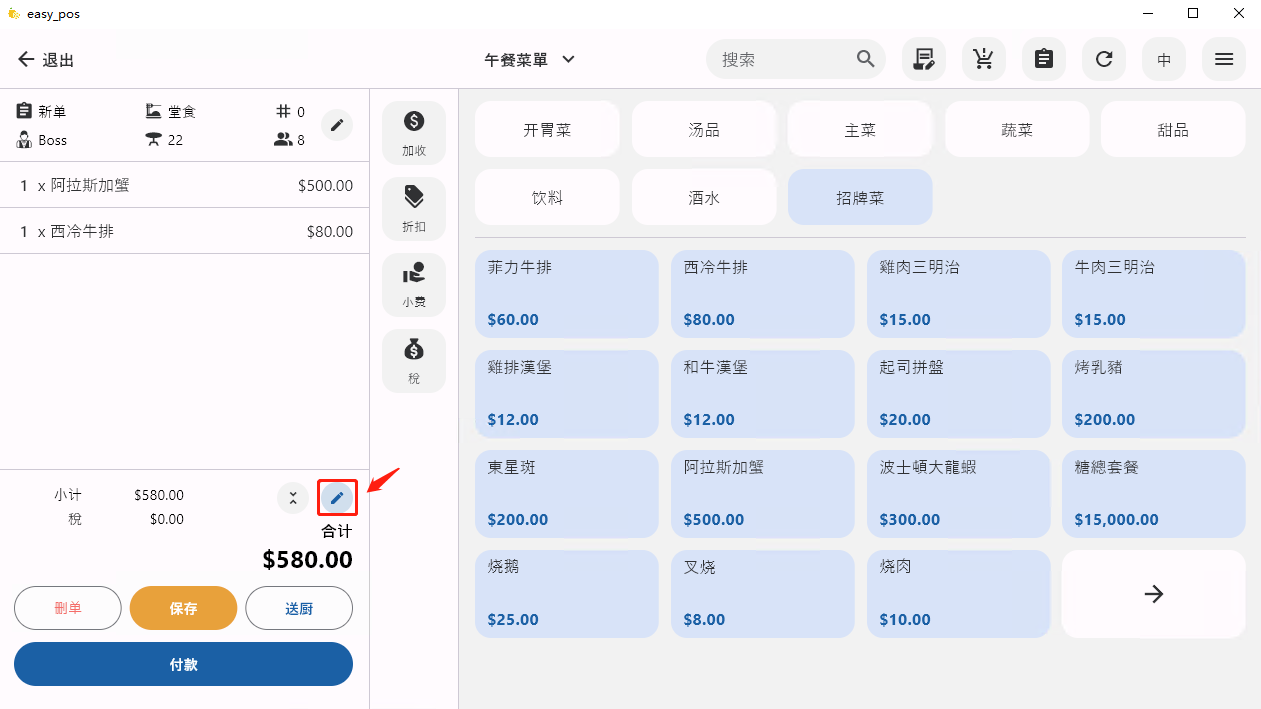 easy_pos
退出
午餐菜單
搜索
中
新单
堂食
0
Boss
22
8
1 x 阿拉斯加蟹 $500.00
1 x 西冷牛排 $80.00
小计 $580.00
稅 $0.00
合计
$580.00
删单
保存
送厨
付款
加收
折扣
小费
稅
开胃菜
汤品
主菜
蔬菜
甜品
饮料
酒水
招牌菜
菲力牛排
$60.00
西冷牛排
$80.00
雞肉三明治
$15.00
牛肉三明治
$15.00
雞排漢堡
$12.00
和牛漢堡
$12.00
起司拼盤
$20.00
烤乳豬
$200.00
東星斑
$200.00
阿拉斯加蟹
$500.00
波士頓大龍蝦
$300.00
糖總套餐
$15,000.00
烧鹅
$25.00
叉烧
$8.00
烧肉
$10.00